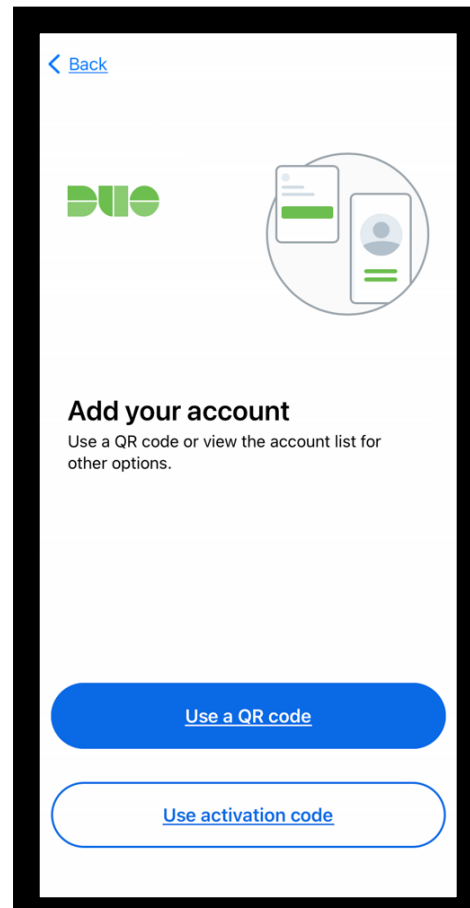 Back
DUO
Add your account
Use a QR code or view the account list for
other options.
Use a QR code
Use activation code